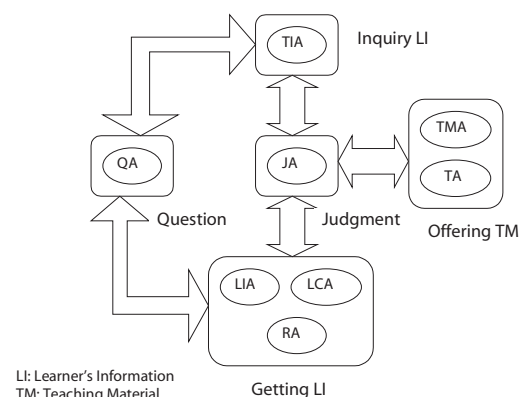 TIA
Inquiry LI
TMA
QA
JA
TA
Question
Judgment
Offering TM
LIA
LCA
RA
LI: Learner's Information
TM: Teaching Material
Getting LI